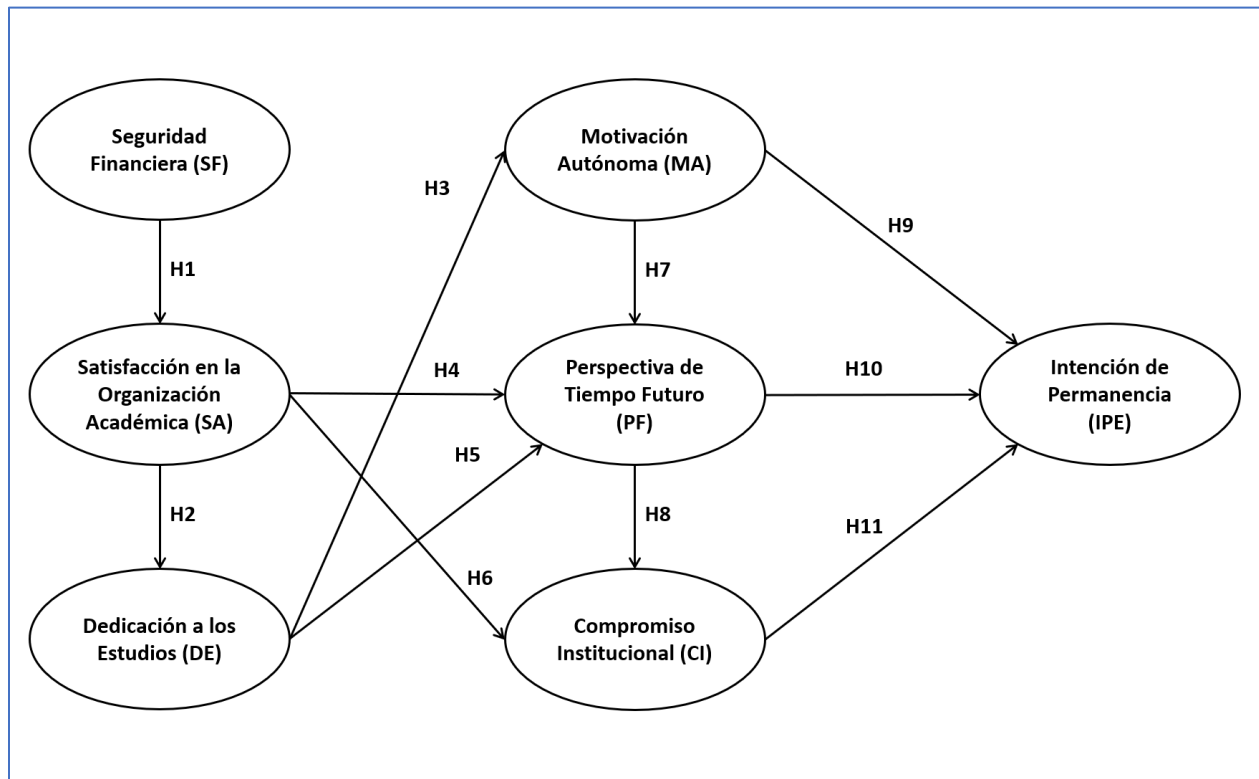 Seguridad
Financiera (SF)
Motivación
Autónoma (MA)
H3
H9
H1
H7
Satisfacción en la
Organización
Académica (SA)
H4
Perspectiva de
Tiempo Futuro
(PF)
H10
Intención de
Permanencia
(IPE)
H5
H2
H8
H11
H6
Dedicación a los
Estudios (DE)
Compromiso
Institucional (CI)